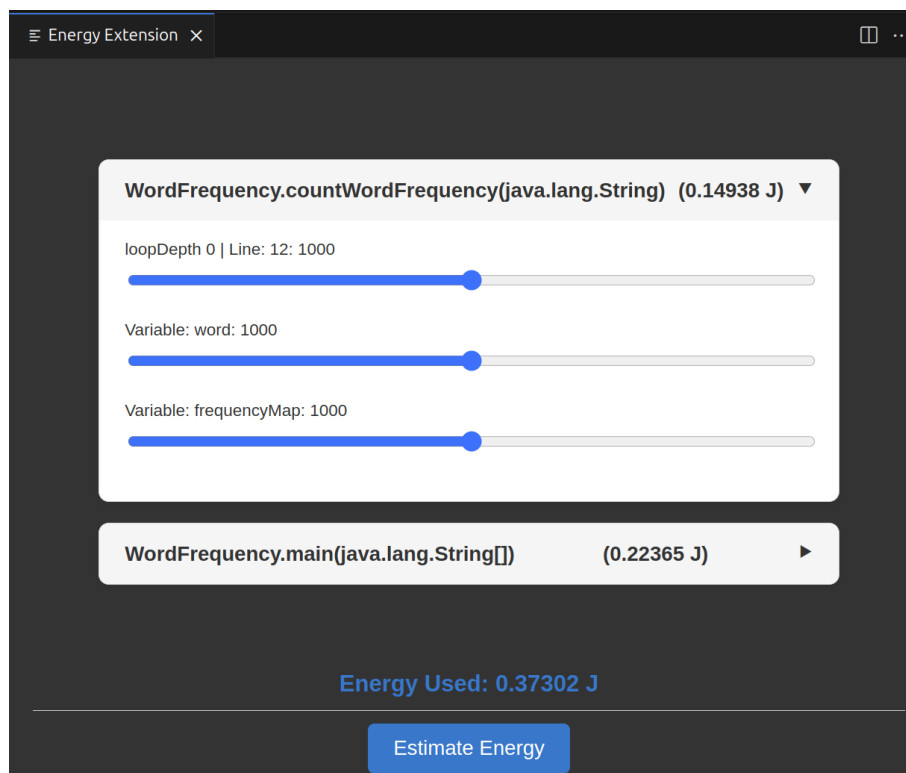 Energy Extension
WordFrequency.countWordFrequency(java.lang.String) (0.14938 J)
loopDepth 0 | Line: 12: 1000
Variable: word: 1000
Variable: frequencyMap: 1000
WordFrequency.main(java.lang.String[]) (0.22365 J)
Energy Used: 0.37302 J
Estimate Energy